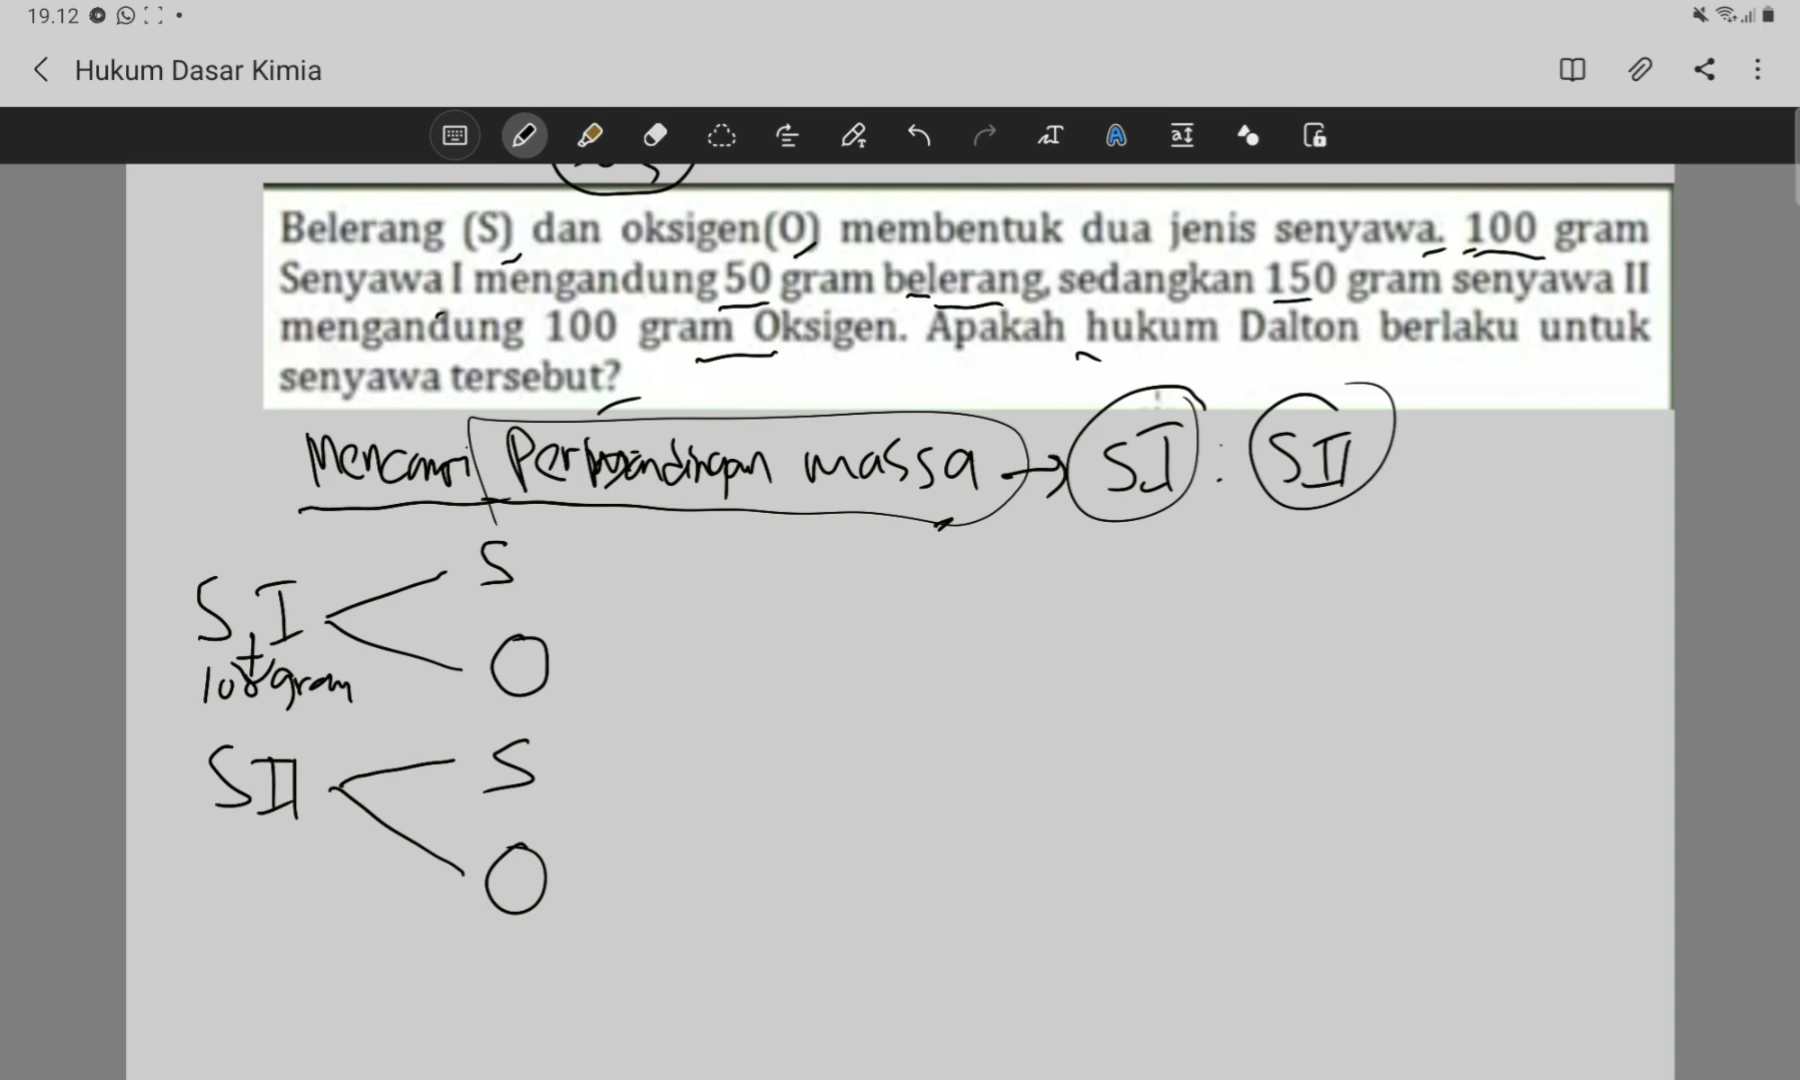 19.12
Hukum Dasar Kimia
Belerang (S) dan oksigen(O) membentuk dua jenis senyawa. 100 gram
Senyawa I mengandung 50 gram belerang, sedangkan 150 gram senyawa II
mengandung 100 gram Oksigen. Apakah hukum Dalton berlaku untuk
senyawa tersebut?
Mencari Perbandingan massa → SI : SII
S
S I
O
100 gram
S
SII
O